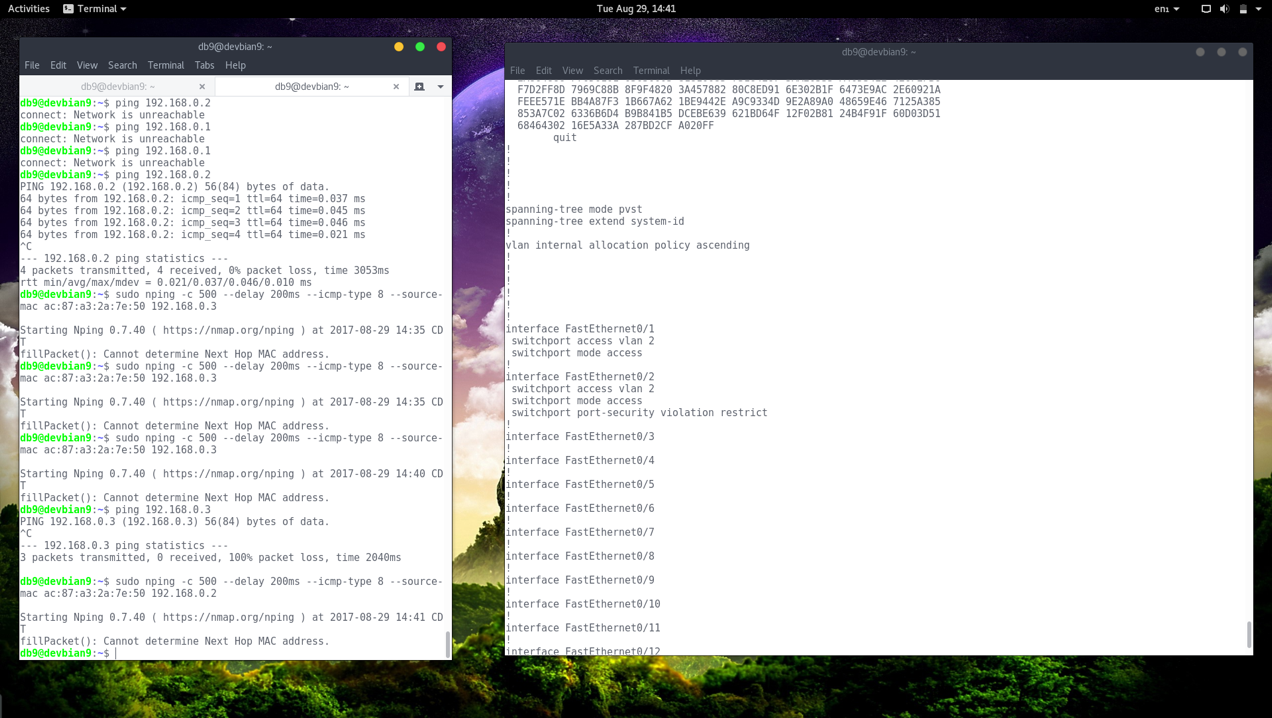 Activities Terminal Tue Aug 29, 14:41 en₁
db9@devbian9: ~
File Edit View Search Terminal Tabs Help
db9@devbian9: ~ × db9@devbian9: ~ ×
db9@devbian9:~$ ping 192.168.0.2
connect: Network is unreachable
db9@devbian9:~$ ping 192.168.0.1
connect: Network is unreachable
db9@devbian9:~$ ping 192.168.0.1
connect: Network is unreachable
db9@devbian9:~$ ping 192.168.0.2
PING 192.168.0.2 (192.168.0.2) 56(84) bytes of data.
64 bytes from 192.168.0.2: icmp_seq=1 ttl=64 time=0.037 ms
64 bytes from 192.168.0.2: icmp_seq=2 ttl=64 time=0.045 ms
64 bytes from 192.168.0.2: icmp_seq=3 ttl=64 time=0.046 ms
64 bytes from 192.168.0.2: icmp_seq=4 ttl=64 time=0.021 ms
^C
--- 192.168.0.2 ping statistics ---
4 packets transmitted, 4 received, 0% packet loss, time 3053ms
rtt min/avg/max/mdev = 0.021/0.037/0.046/0.010 ms
db9@devbian9:~$ sudo nping -c 500 --delay 200ms --icmp-type 8 --source-
mac ac:87:a3:2a:7e:50 192.168.0.3
Starting Nping 0.7.40 ( https://nmap.org/nping ) at 2017-08-29 14:35 CD
T
fillPacket(): Cannot determine Next Hop MAC address.
db9@devbian9:~$ sudo nping -c 500 --delay 200ms --icmp-type 8 --source-
mac ac:87:a3:2a:7e:50 192.168.0.3
Starting Nping 0.7.40 ( https://nmap.org/nping ) at 2017-08-29 14:35 CD
T
fillPacket(): Cannot determine Next Hop MAC address.
db9@devbian9:~$ sudo nping -c 500 --delay 200ms --icmp-type 8 --source-
mac ac:87:a3:2a:7e:50 192.168.0.3
Starting Nping 0.7.40 ( https://nmap.org/nping ) at 2017-08-29 14:40 CD
T
fillPacket(): Cannot determine Next Hop MAC address.
db9@devbian9:~$ ping 192.168.0.3
PING 192.168.0.3 (192.168.0.3) 56(84) bytes of data.
^C
--- 192.168.0.3 ping statistics ---
3 packets transmitted, 0 received, 100% packet loss, time 2040ms
db9@devbian9:~$ sudo nping -c 500 --delay 200ms --icmp-type 8 --source-
mac ac:87:a3:2a:7e:50 192.168.0.2
Starting Nping 0.7.40 ( https://nmap.org/nping ) at 2017-08-29 14:41 CD
T
fillPacket(): Cannot determine Next Hop MAC address.
db9@devbian9:~$
db9@devbian9: ~
File Edit View Search Terminal Help
F7D2FF8D 7969C88B 8F9F4820 3A457882 80C8ED91 6E302B1F 6473E9AC 2E60921A
FEEE571E BB4A87F3 1B667A62 1BE9442E A9C9334D 9E2A89A0 48659E46 7125A385
853A7C02 6336B6D4 B9B841B5 DCEBE639 621BD64F 12F02B81 24B4F91F 60D03D51
68464302 16E5A33A 287BD2CF A020FF
quit
!
!
!
!
!
spanning-tree mode pvst
spanning-tree extend system-id
!
vlan internal allocation policy ascending
!
!
!
!
!
!
interface FastEthernet0/1
switchport access vlan 2
switchport mode access
!
interface FastEthernet0/2
switchport access vlan 2
switchport mode access
switchport port-security violation restrict
!
interface FastEthernet0/3
!
interface FastEthernet0/4
!
interface FastEthernet0/5
!
interface FastEthernet0/6
!
interface FastEthernet0/7
!
interface FastEthernet0/8
!
interface FastEthernet0/9
!
interface FastEthernet0/10
!
interface FastEthernet0/11
!
interface FastEthernet0/12